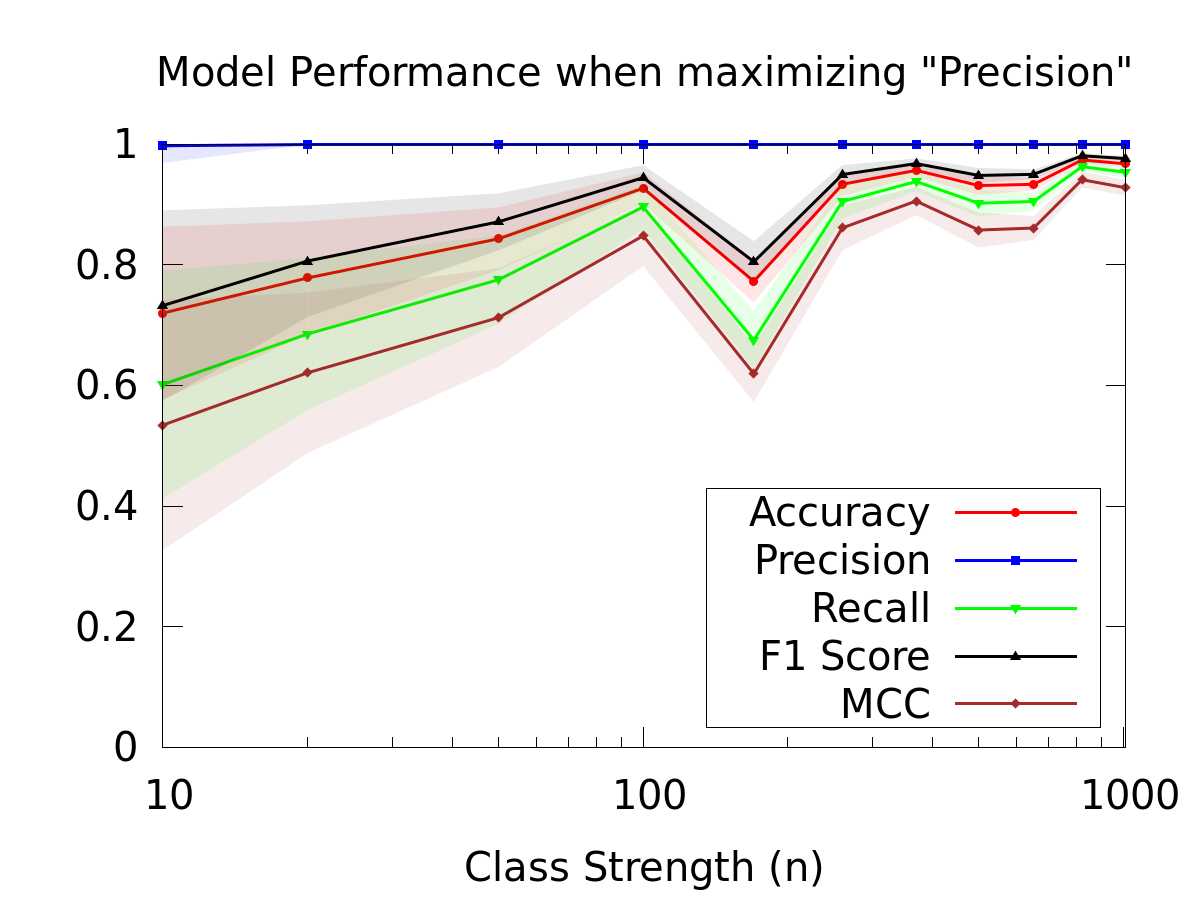 Model Performance when maximizing "Precision"
1
0.8
0.6
0.4
0.2
0
Accuracy
Precision
Recall
F1 Score
MCC
10 100 1000
Class Strength (n)